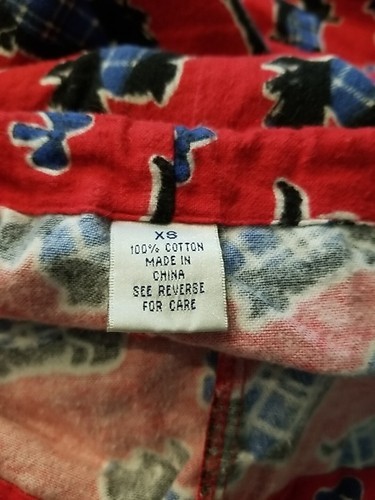 XS
100% COTTON
MADE IN
CHINA
SEE REVERSE
FOR CARE